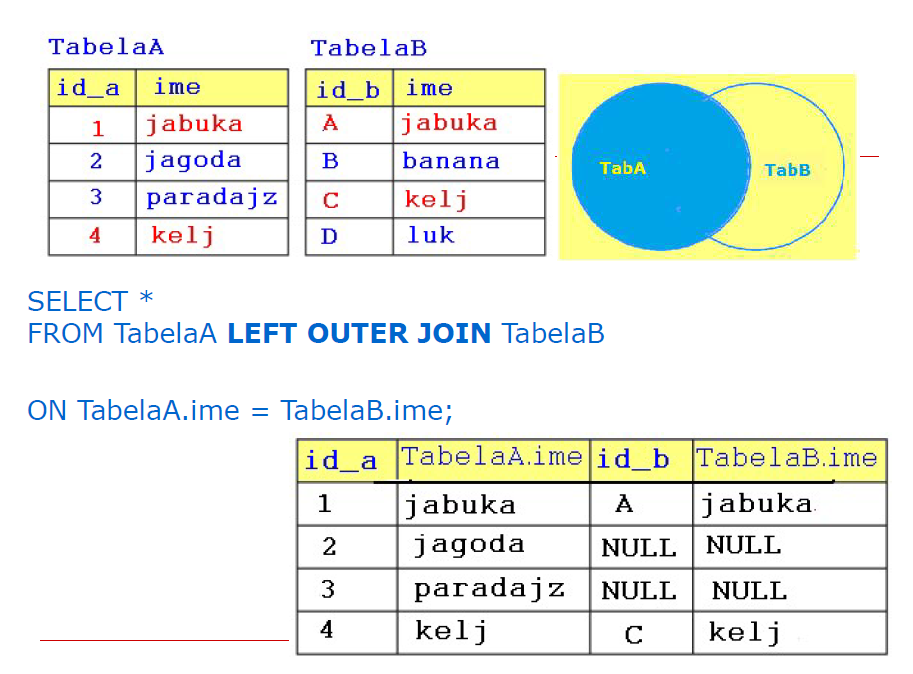 TabelaA TabelaB
id_a ime id_b ime
1 jabuka A jabuka
2 jagoda B banana
3 paradajz C kelj
4 kelj D luk
TabA TabB
SELECT *
FROM TabelaA LEFT OUTER JOIN TabelaB
ON TabelaA.ime = TabelaB.ime;
id_a TabelaA.ime id_b TabelaB.ime
1 jabuka A jabuka
2 jagoda NULL NULL
3 paradajz NULL NULL
4 kelj C kelj